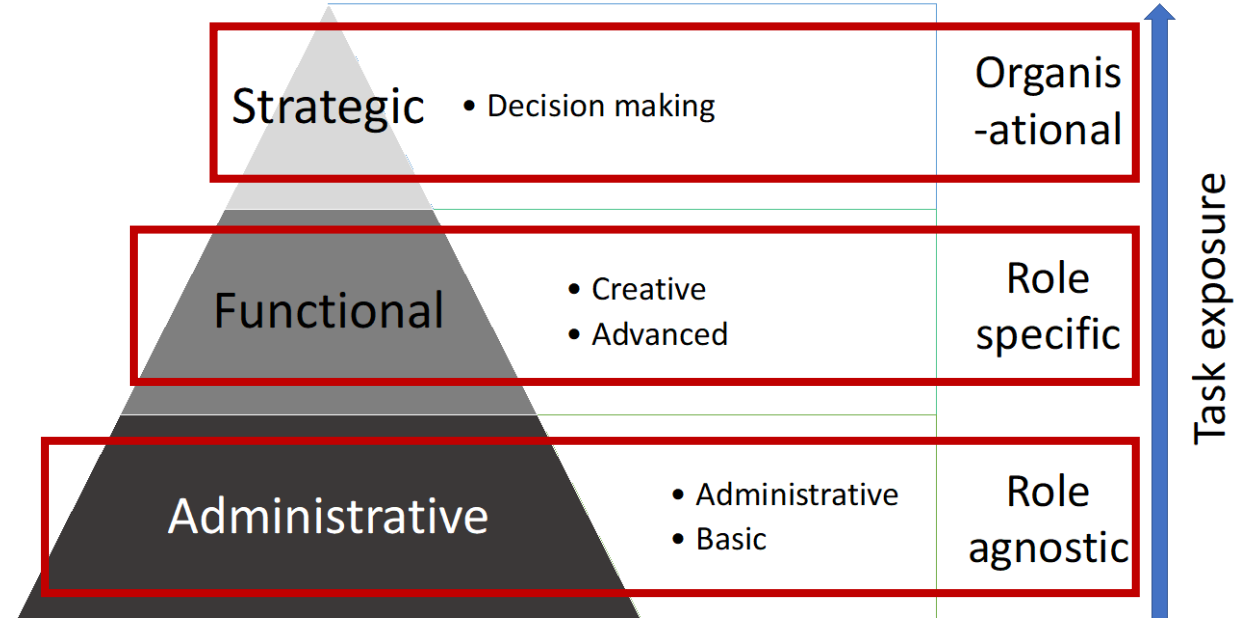 Strategic
• Decision making
Organis
-ational
Functional
• Creative
• Advanced
Role
specific
Administrative
• Administrative
• Basic
Role
agnostic
Task exposure